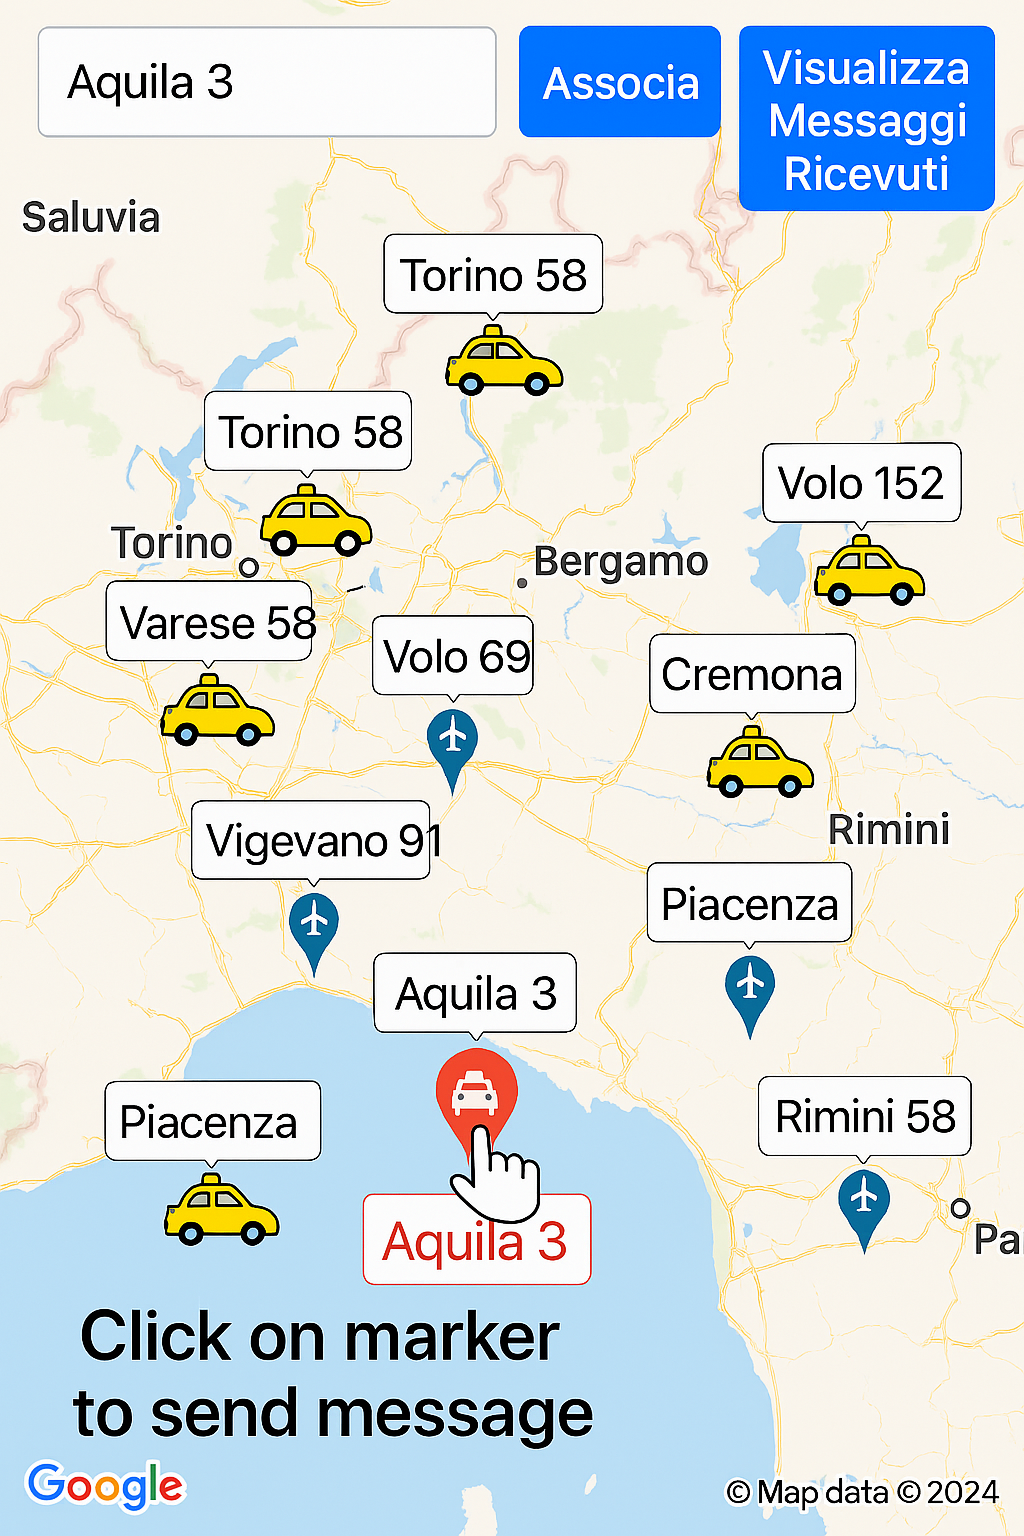 Aquila 3
Associa
Visualizza
Messaggi
Ricevuti
Saluvia
Torino 58
Torino 58
Volo 152
Torino
Bergamo
Varese 58
Volo 69
Cremona
Vigevano 91
Rimini
Piacenza
Aquila 3
Piacenza
Rimini 58
Pa
Aquila 3
Click on marker
to send message
Google
© Map data © 2024